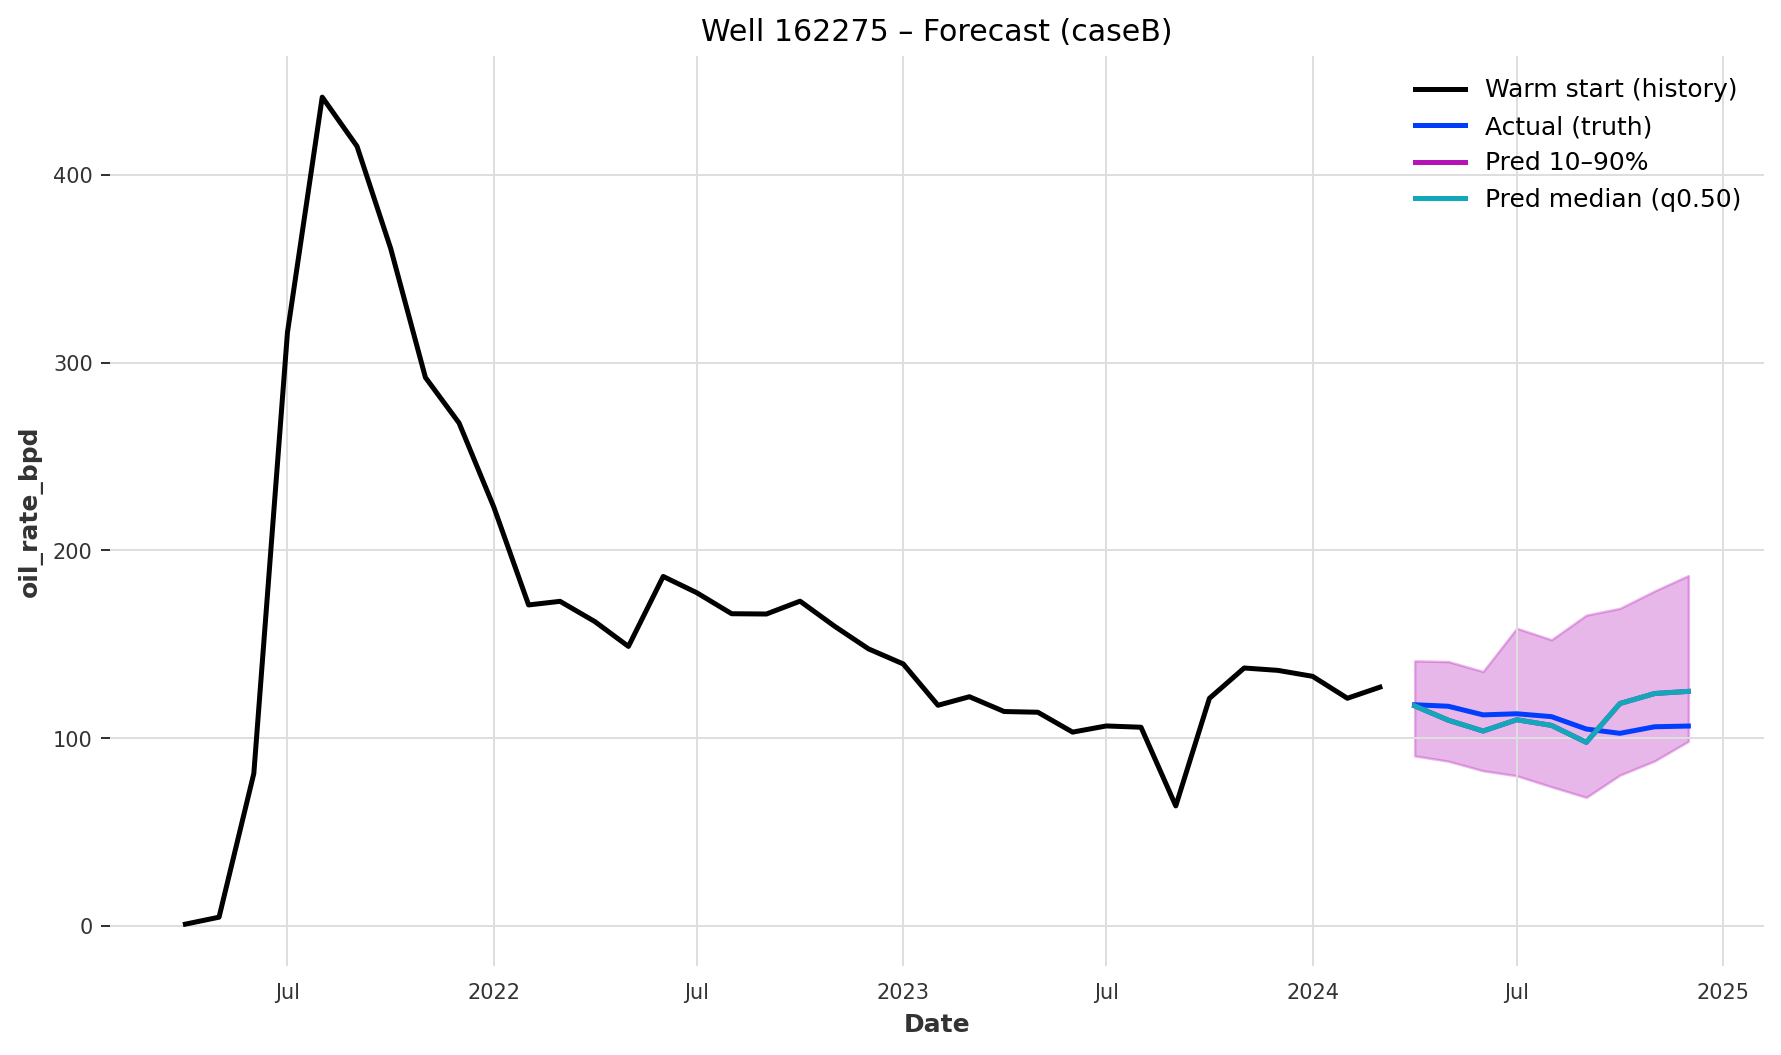 Well 162275 – Forecast (caseB)
Warm start (history)
Actual (truth)
Pred 10–90%
Pred median (q0.50)
400
300
200
100
0
oil_rate_bpd
Jul
2022
Jul
2023
Jul
2024
Jul
2025
Date